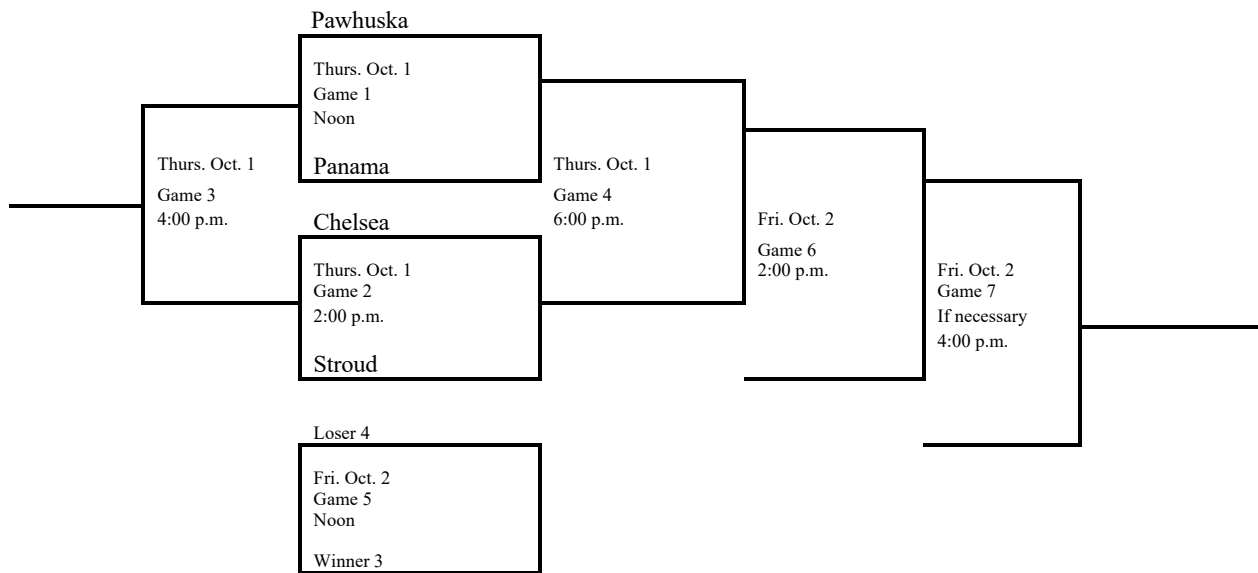 Pawhuska
Thurs. Oct. 1
Game 1
Noon
Panama
Thurs. Oct. 1
Game 3
4:00 p.m.
Thurs. Oct. 1
Game 4
6:00 p.m.
Chelsea
Thurs. Oct. 1
Game 2
2:00 p.m.
Stroud
Fri. Oct. 2
Game 6
2:00 p.m.
Fri. Oct. 2
Game 7
If necessary
4:00 p.m.
Loser 4
Fri. Oct. 2
Game 5
Noon
Winner 3